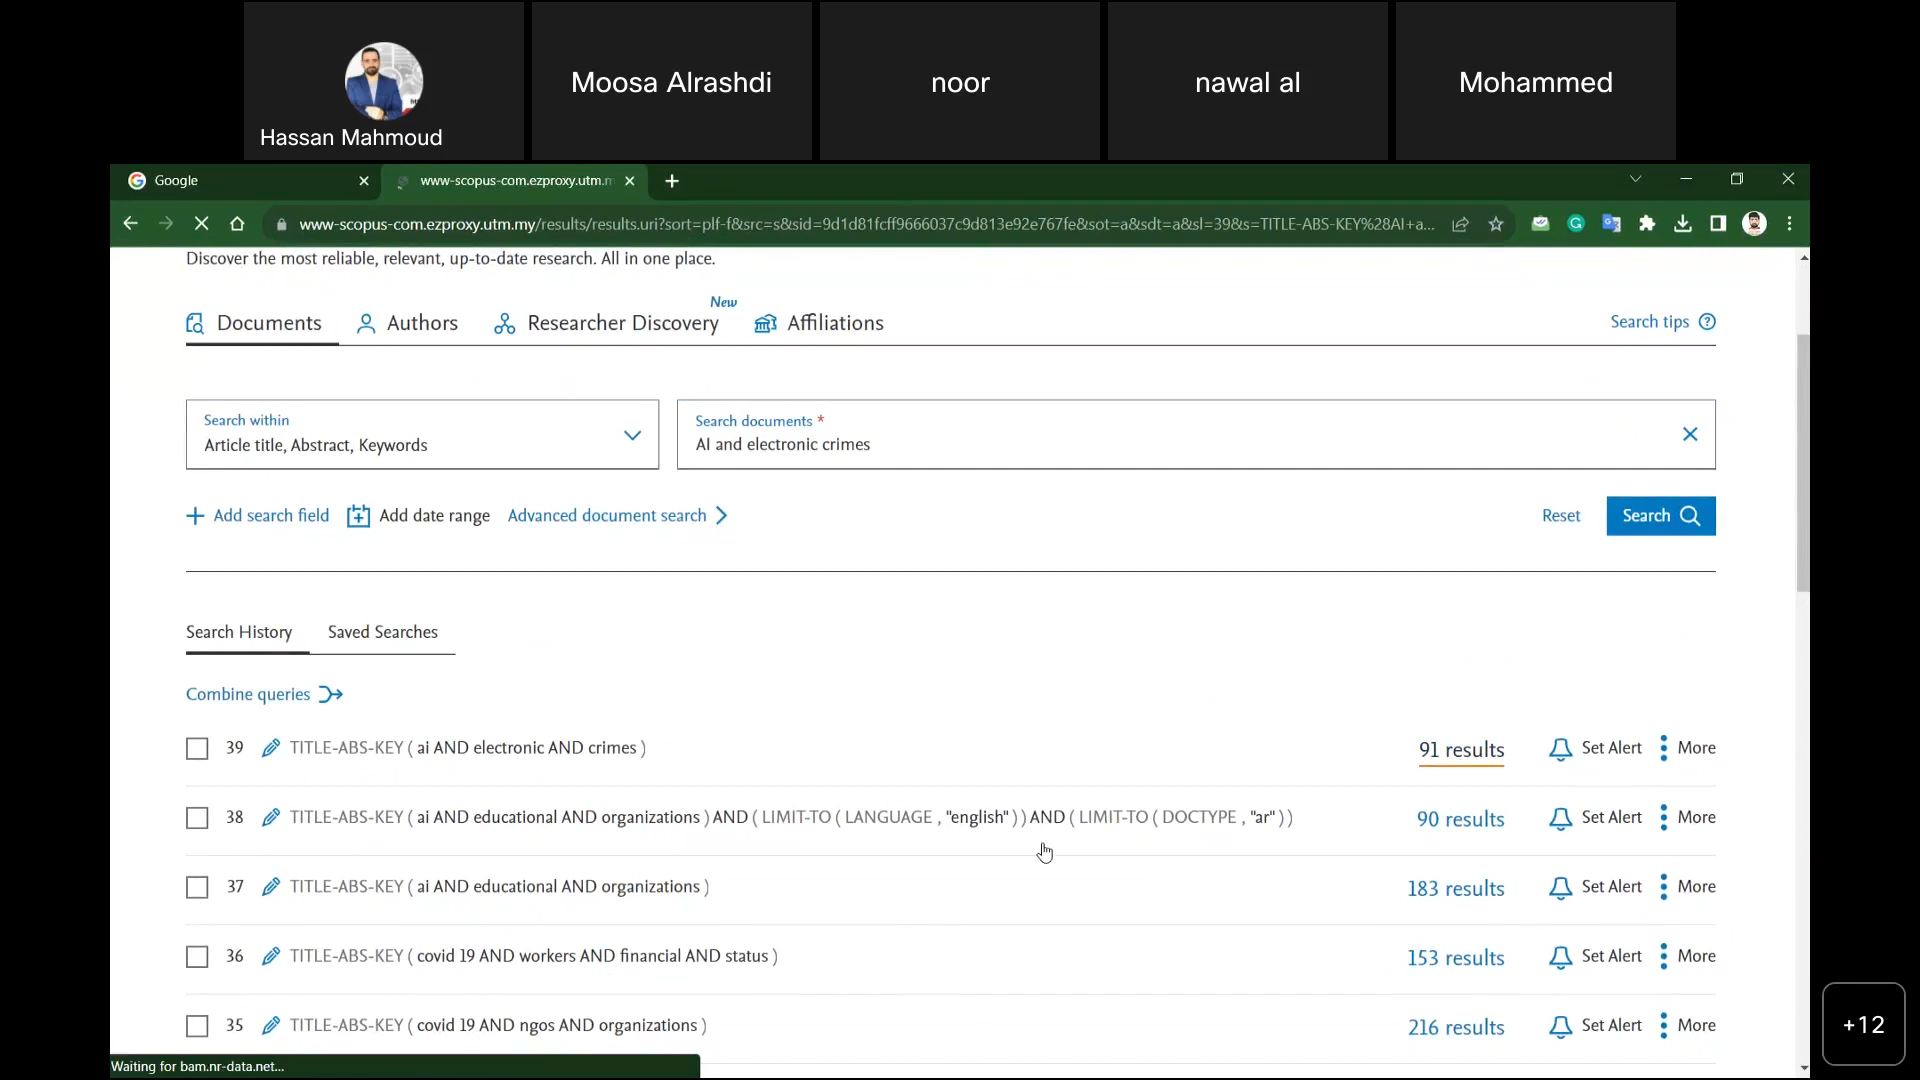 Hassan Mahmoud
Moosa Alrashdi
noor
nawal al
Mohammed
Google
www-scopus-com.ezproxy.utm.m
www-scopus-com.ezproxy.utm.my/results/results.uri?sort=plf-f&src=s&sid=9d1d81fcff9666037c9d813e92e767fe&sot=a&sdt=a&sl=39&s=TITLE-ABS-KEY%28AI+a...
Discover the most reliable, relevant, up-to-date research. All in one place.
New
Documents Authors Researcher Discovery Affiliations Search tips
Search within
Article title, Abstract, Keywords
Search documents *
AI and electronic crimes
Add search field Add date range Advanced document search Reset Search
Search History Saved Searches
Combine queries
39 TITLE-ABS-KEY ( ai AND electronic AND crimes ) 91 results Set Alert More
38 TITLE-ABS-KEY ( ai AND educational AND organizations ) AND ( LIMIT-TO ( LANGUAGE , "english" ) ) AND ( LIMIT-TO ( DOCTYPE , "ar" ) ) 90 results Set Alert More
37 TITLE-ABS-KEY ( ai AND educational AND organizations ) 183 results Set Alert More
36 TITLE-ABS-KEY ( covid 19 AND workers AND financial AND status ) 153 results Set Alert More
35 TITLE-ABS-KEY ( covid 19 AND ngos AND organizations ) 216 results Set Alert More
+12
Waiting for bam.nr-data.net...